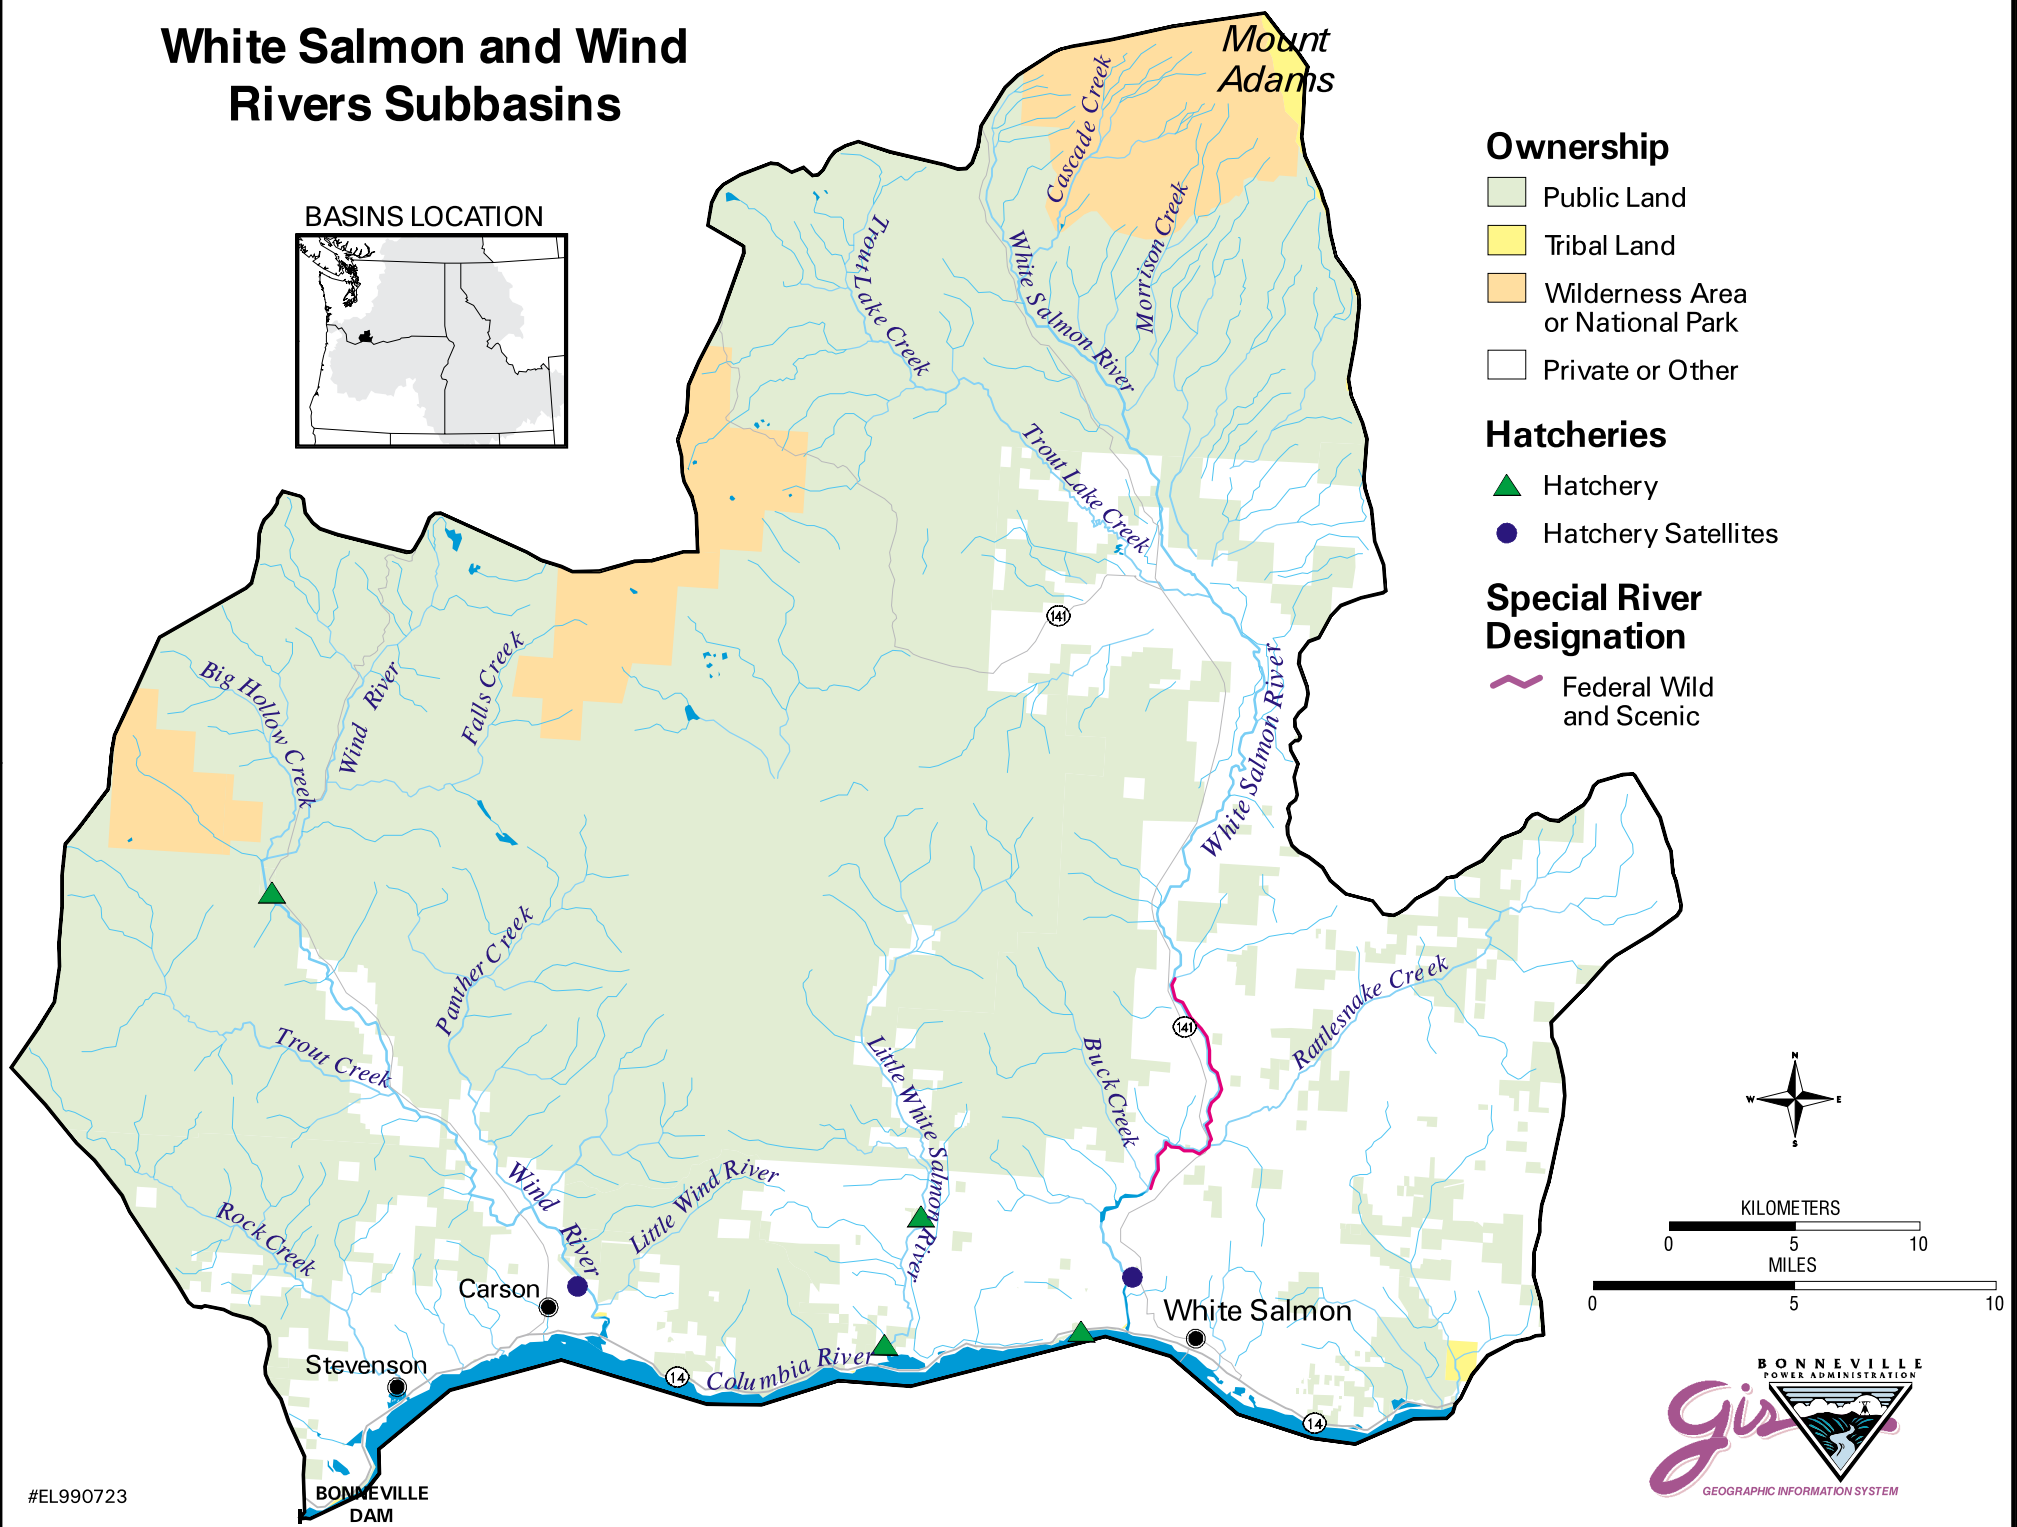 White Salmon and Wind
Rivers Subbasins
BASINS LOCATION
Mount
Adams
Cascade Creek
Morrison Creek
White Salmon River
Trout Lake Creek
Trout Lake Creek
141
White Salmon River
Big Hollow Creek
Wind River
Falls Creek
Panther Creek
Trout Creek
Rock Creek
Wind River
Little Wind River
Little White Salmon River
Buck Creek
141
Rattlesnake Creek
Carson
White Salmon
Stevenson
14
Columbia River
14
BONNEVILLE
DAM
#EL990723
Ownership
Public Land
Tribal Land
Wilderness Area
or National Park
Private or Other
Hatcheries
Hatchery
Hatchery Satellites
Special River
Designation
Federal Wild
and Scenic
N
W E
S
KILOMETERS
0 5 10
MILES
0 5 10
BONNEVILLE
POWER ADMINISTRATION
gis
GEOGRAPHIC INFORMATION SYSTEM